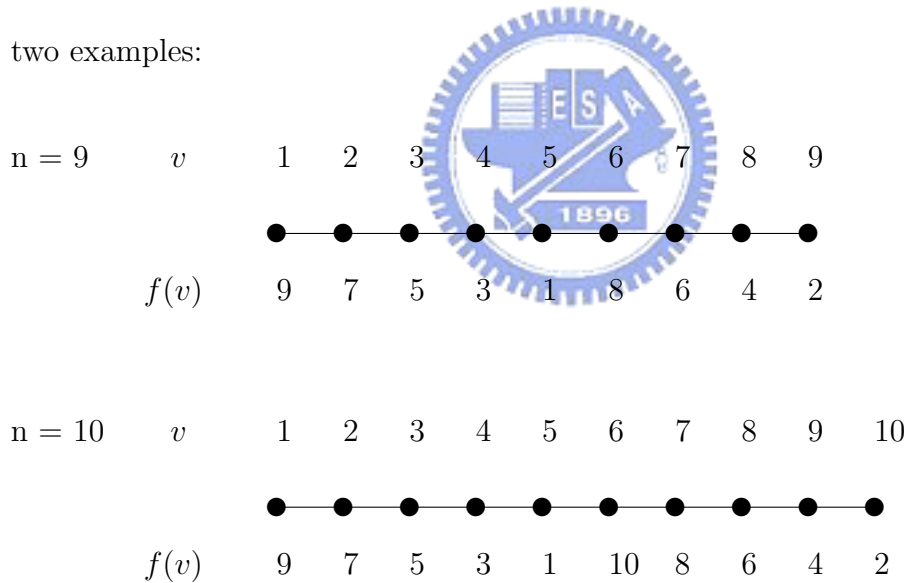 two examples:
n = 9 v 1 2 3 4 5 6 7 8 9
E S A
1896
f(v) 9 7 5 3 1 8 6 4 2
n = 10 v 1 2 3 4 5 6 7 8 9 10
f(v) 9 7 5 3 1 10 8 6 4 2